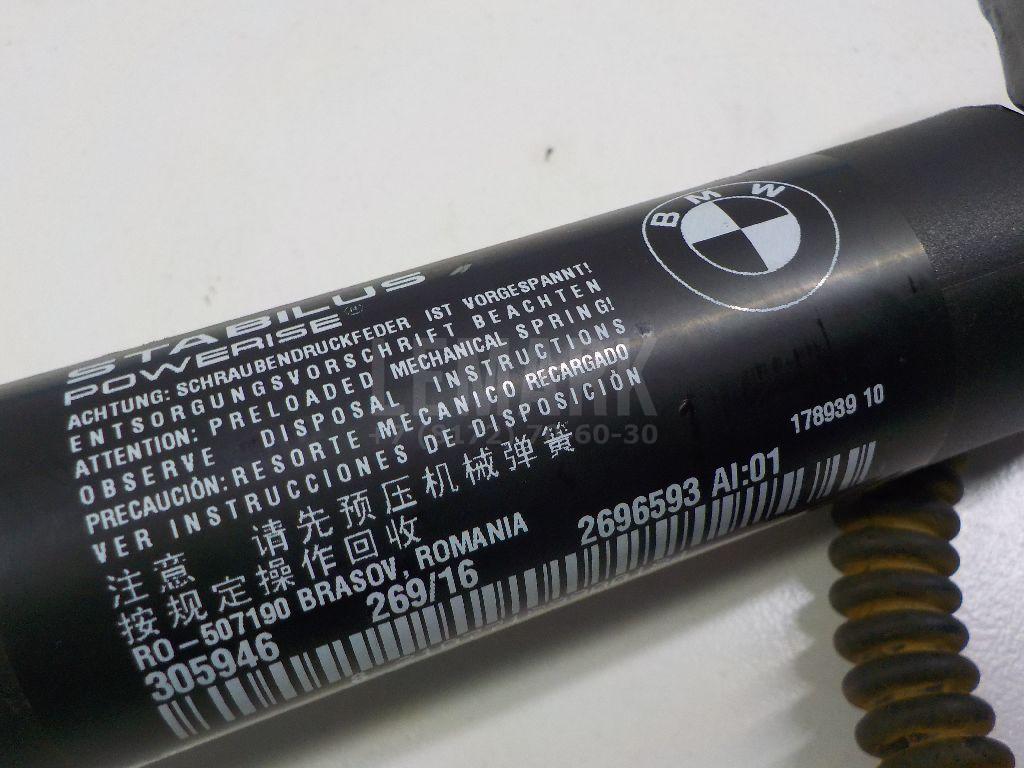 STABILUS
POWERISE
ACHTUNG: SCHRAUBENDRUCKFEDER IST VORGESPANNT!
ENTSORGUNGSVORSCHRIFT BEACHTEN
ATTENTION: PRELOADED MECHANICAL SPRING!
OBSERVE DISPOSAL INSTRUCTIONS
PRECAUCIÓN: RESORTE MECANICO RECARGADO
VER INSTRUCCIONES DE DISPOSICIÓN
注意 请先预压机械弹簧
按规定操作回收
RO-507190 BRASOV, ROMANIA
305946 269/16 2696593 AI:01
178939 10
BMW
LEMARK